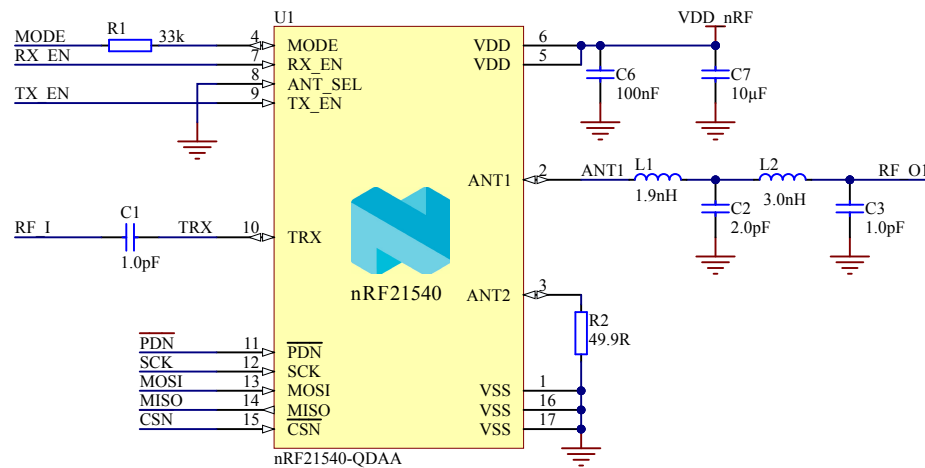 U1
VDD_nRF
MODE R1 33k 4 MODE VDD 6
RX_EN 7 RX_EN VDD 5
8 ANT_SEL
TX_EN 9 TX_EN
C6 100nF
C7 10µF
ANT1 2 ANT1 L1 1.9nH L2 3.0nH RF_O1
C2 2.0pF
C3 1.0pF
RF_I C1 1.0pF TRX 10 TRX
nRF21540
ANT2 3
R2 49.9R
PDN 11 PDN
SCK 12 SCK
MOSI 13 MOSI VSS 1
MISO 14 MISO VSS 16
CSN 15 CSN VSS 17
nRF21540-QDAA